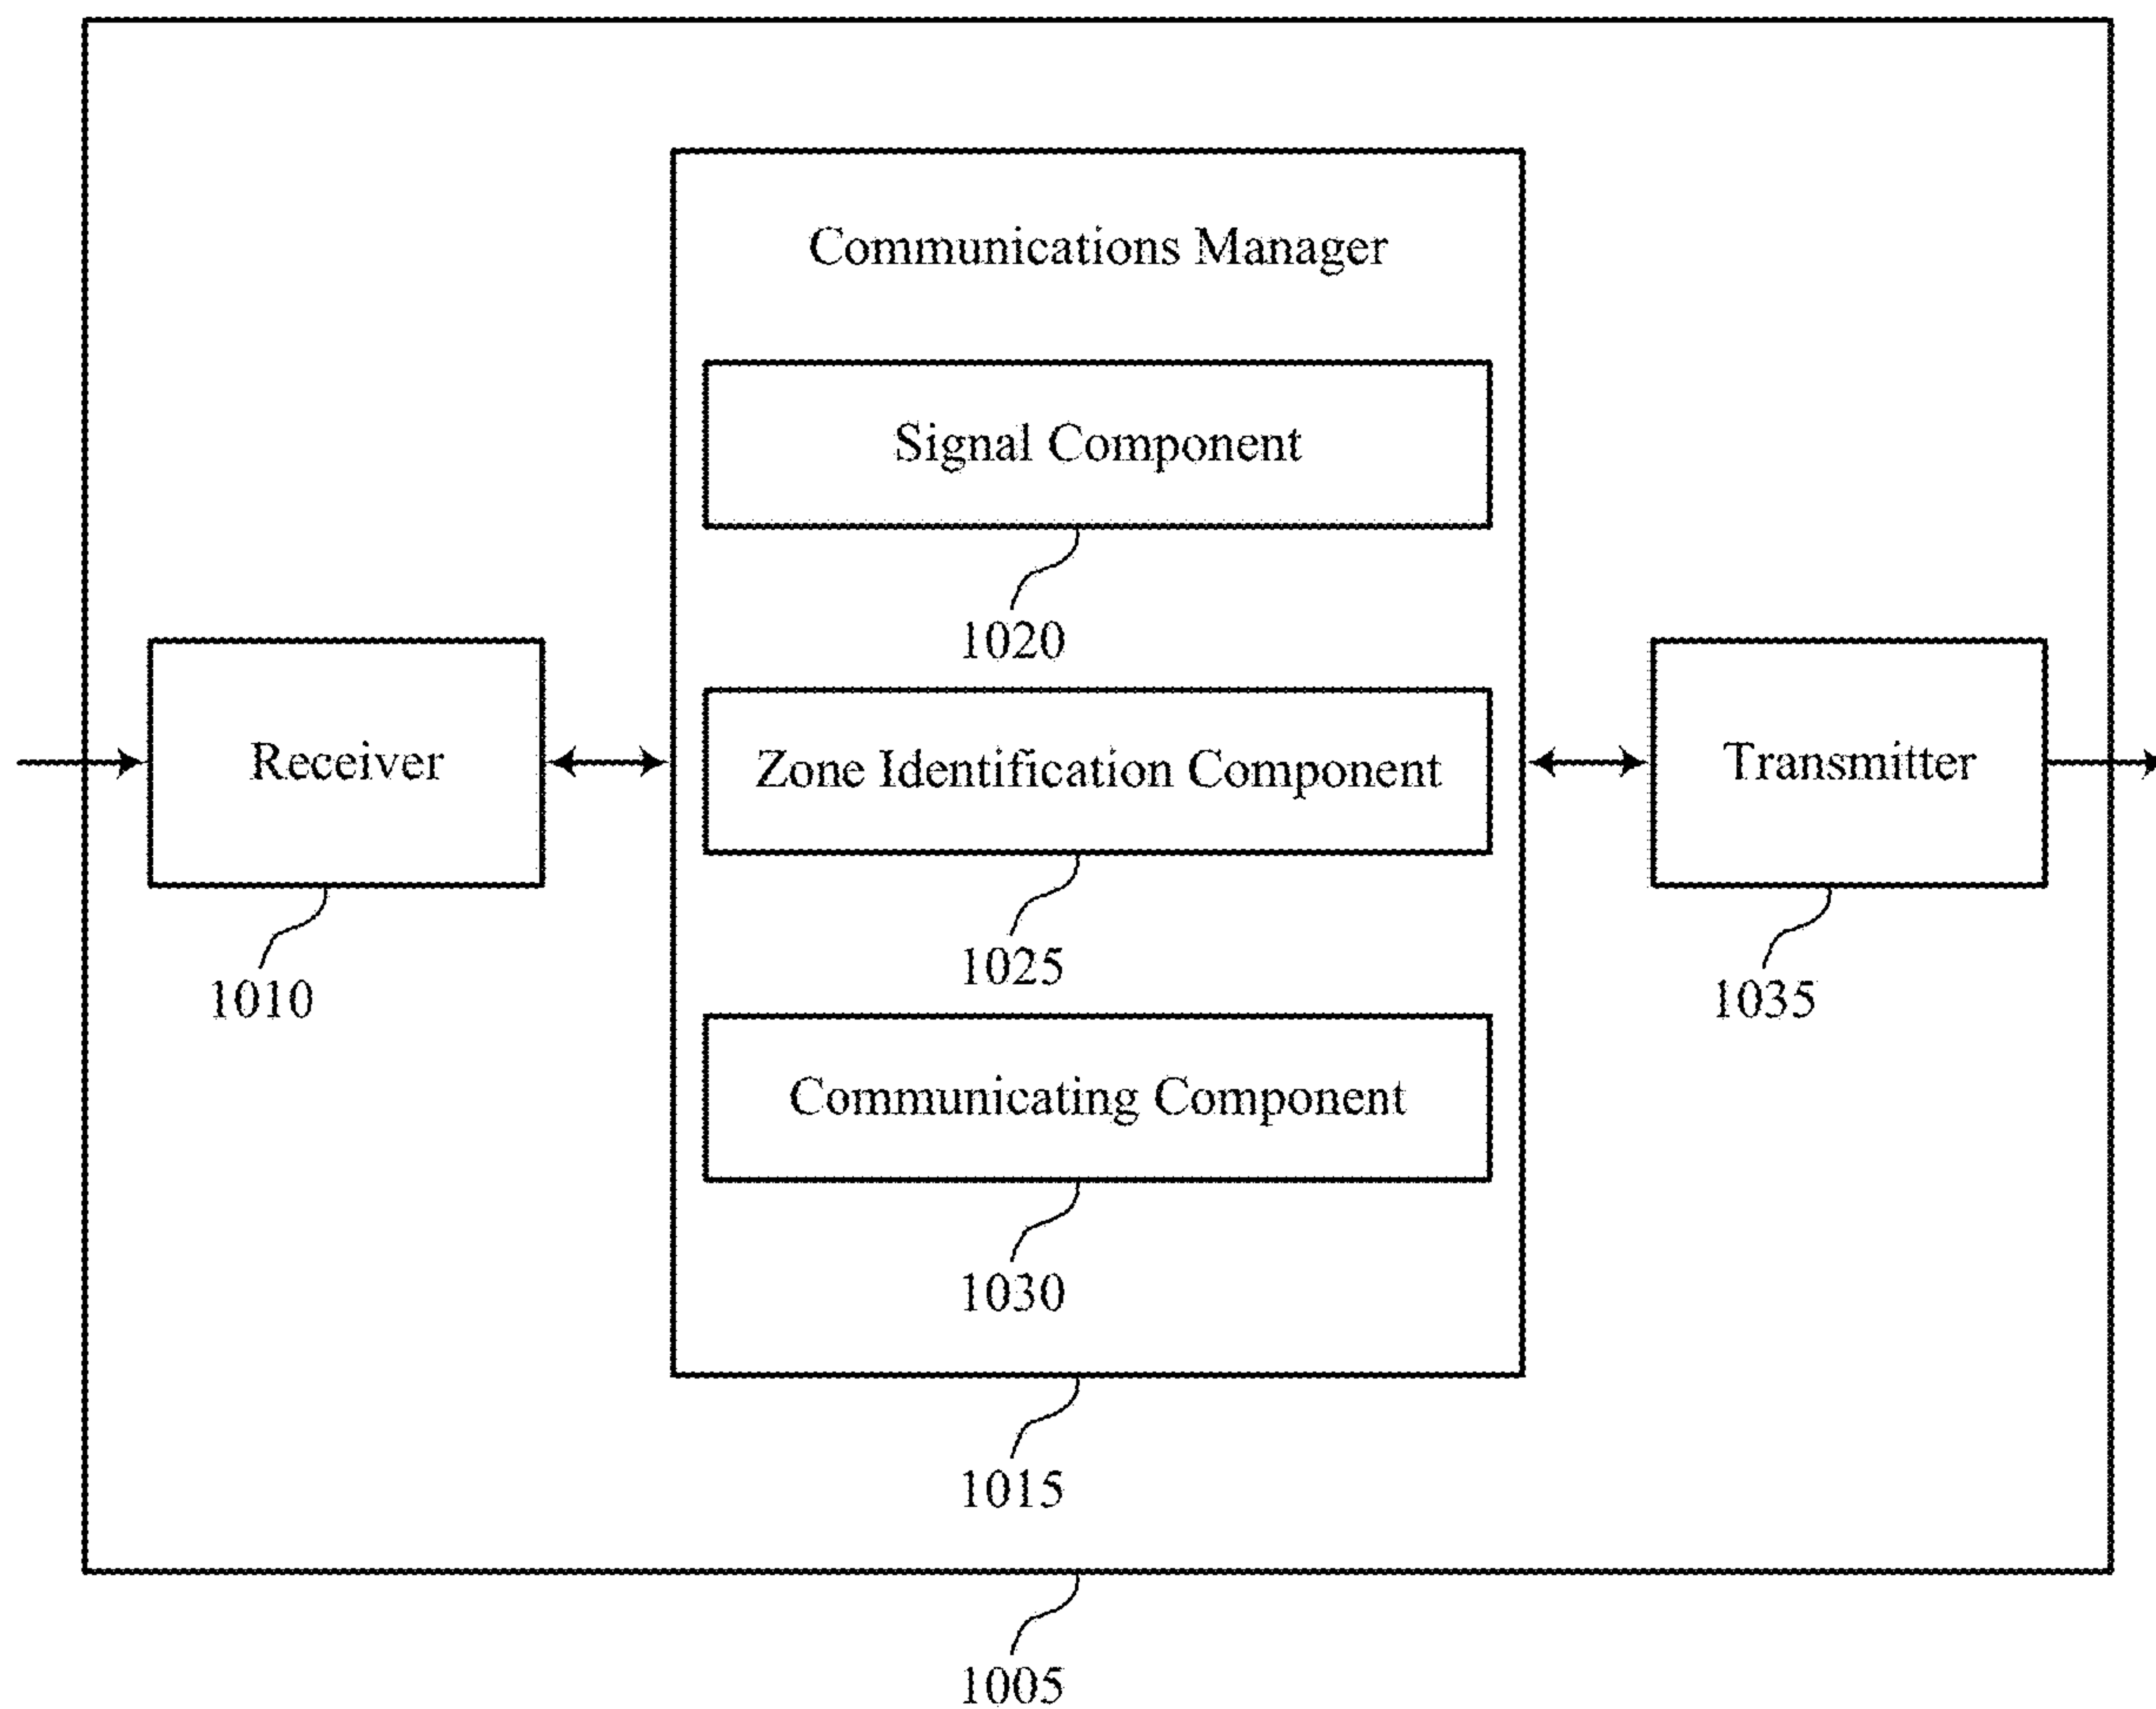 Communications Manager
Signal Component
1020
Receiver
Zone Identification Component
Transmitter
1010
1025
1035
Communicating Component
1030
1015
1005